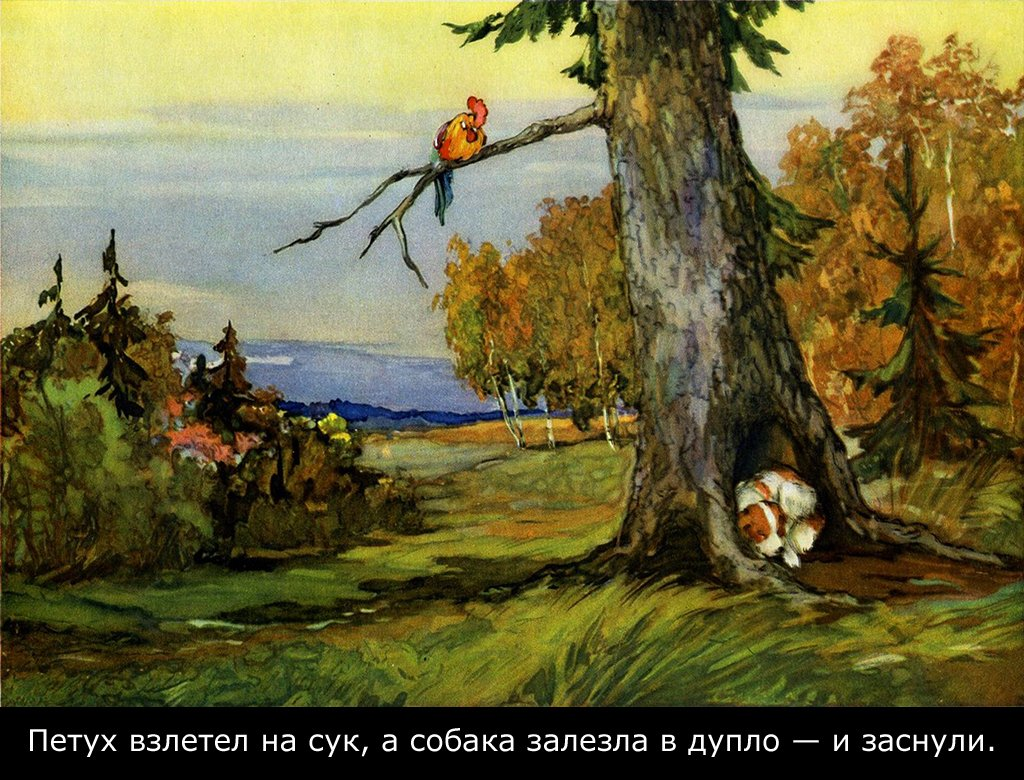 Петух взлетел на сук, а собака залезла в дупло — и заснули.